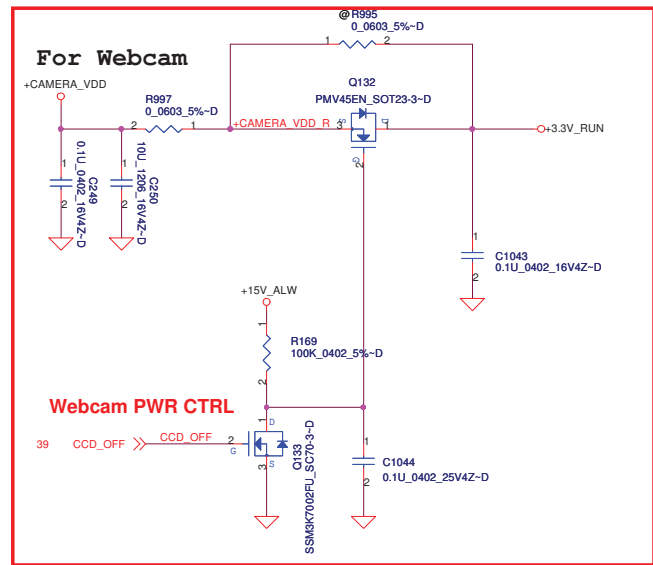 @R995
0_0603_5%~D
1
2
For Webcam
Q132
PMV45EN_SOT23-3~D
+CAMERA_VDD
R997
0_0603_5%~D
2
1
+CAMERA_VDD_R
3
S
D
1
+3.3V_RUN
G
2
1
2
C249
0.1U_0402_16V4Z~D
1
2
C250
10U_1206_16V4Z~D
1
2
C1043
0.1U_0402_16V4Z~D
+15V_ALW
1
2
R169
100K_0402_5%~D
Webcam PWR CTRL
39
CCD_OFF
CCD_OFF
2
G
1
D
3
S
Q133
SSM3K7002FU_SC70-3~D
1
2
C1044
0.1U_0402_25V4Z~D